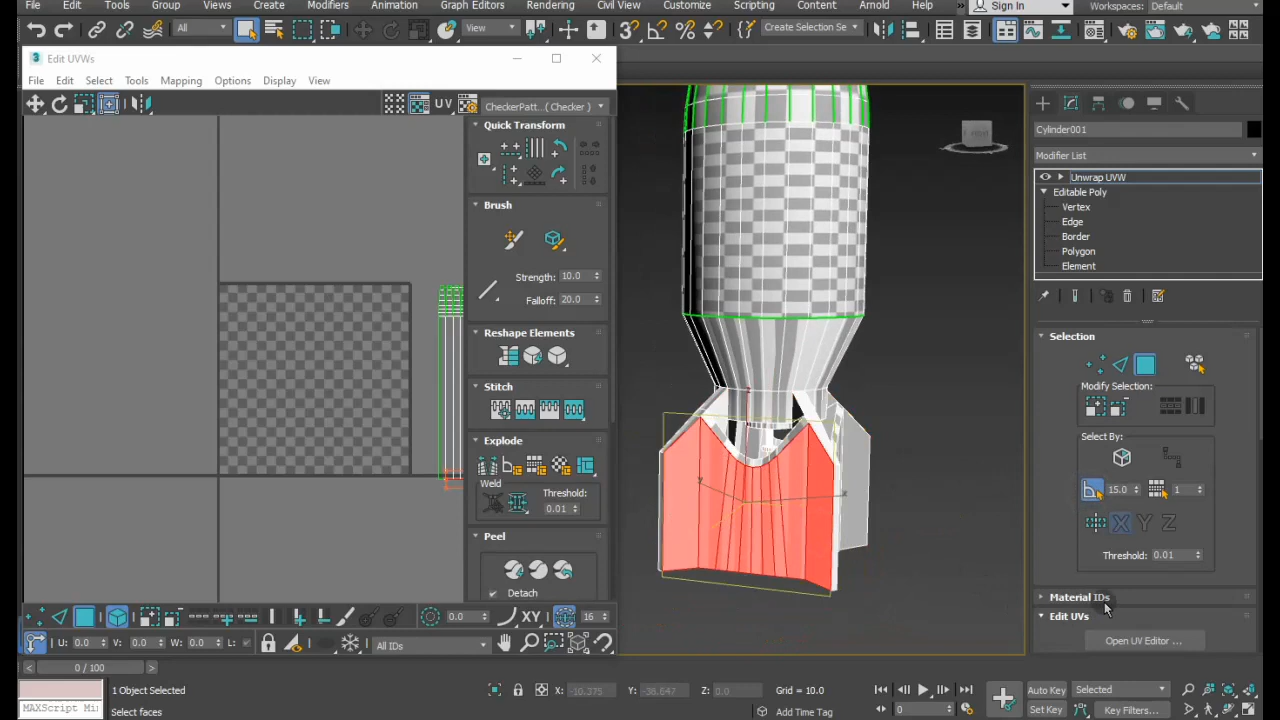 File Edit Tools Group Views Create Modifiers Animation Graph Editors Rendering Civil View Customize Scripting Content Arnold Help
Sign In
Workspaces: Default
All
View
Create Selection Se
Edit UVWs
File Edit Select Tools Mapping Options Display View
UV
CheckerPatt... ( Checker )
Quick Transform
Brush
Strength: 10.0
Falloff: 20.0
Reshape Elements
Stitch
Explode
Weld
Threshold:
0.01
Peel
Detach
0.0
XY
16
U: 0.0
V: 0.0
W: 0.0
L:
All IDs
Cylinder001
Modifier List
Unwrap UVW
Editable Poly
Vertex
Edge
Border
Polygon
Element
Selection
Modify Selection:
Select By:
15.0
1
X Y Z
Threshold: 0.01
Material IDs
Edit UVs
Open UV Editor ...
0 / 100
1 Object Selected
MAXScript Mi
Select faces
X: -10.375
Y: -38.647
Z: 0.0
Grid = 10.0
Add Time Tag
0
Auto Key
Selected
Set Key
Key Filters...